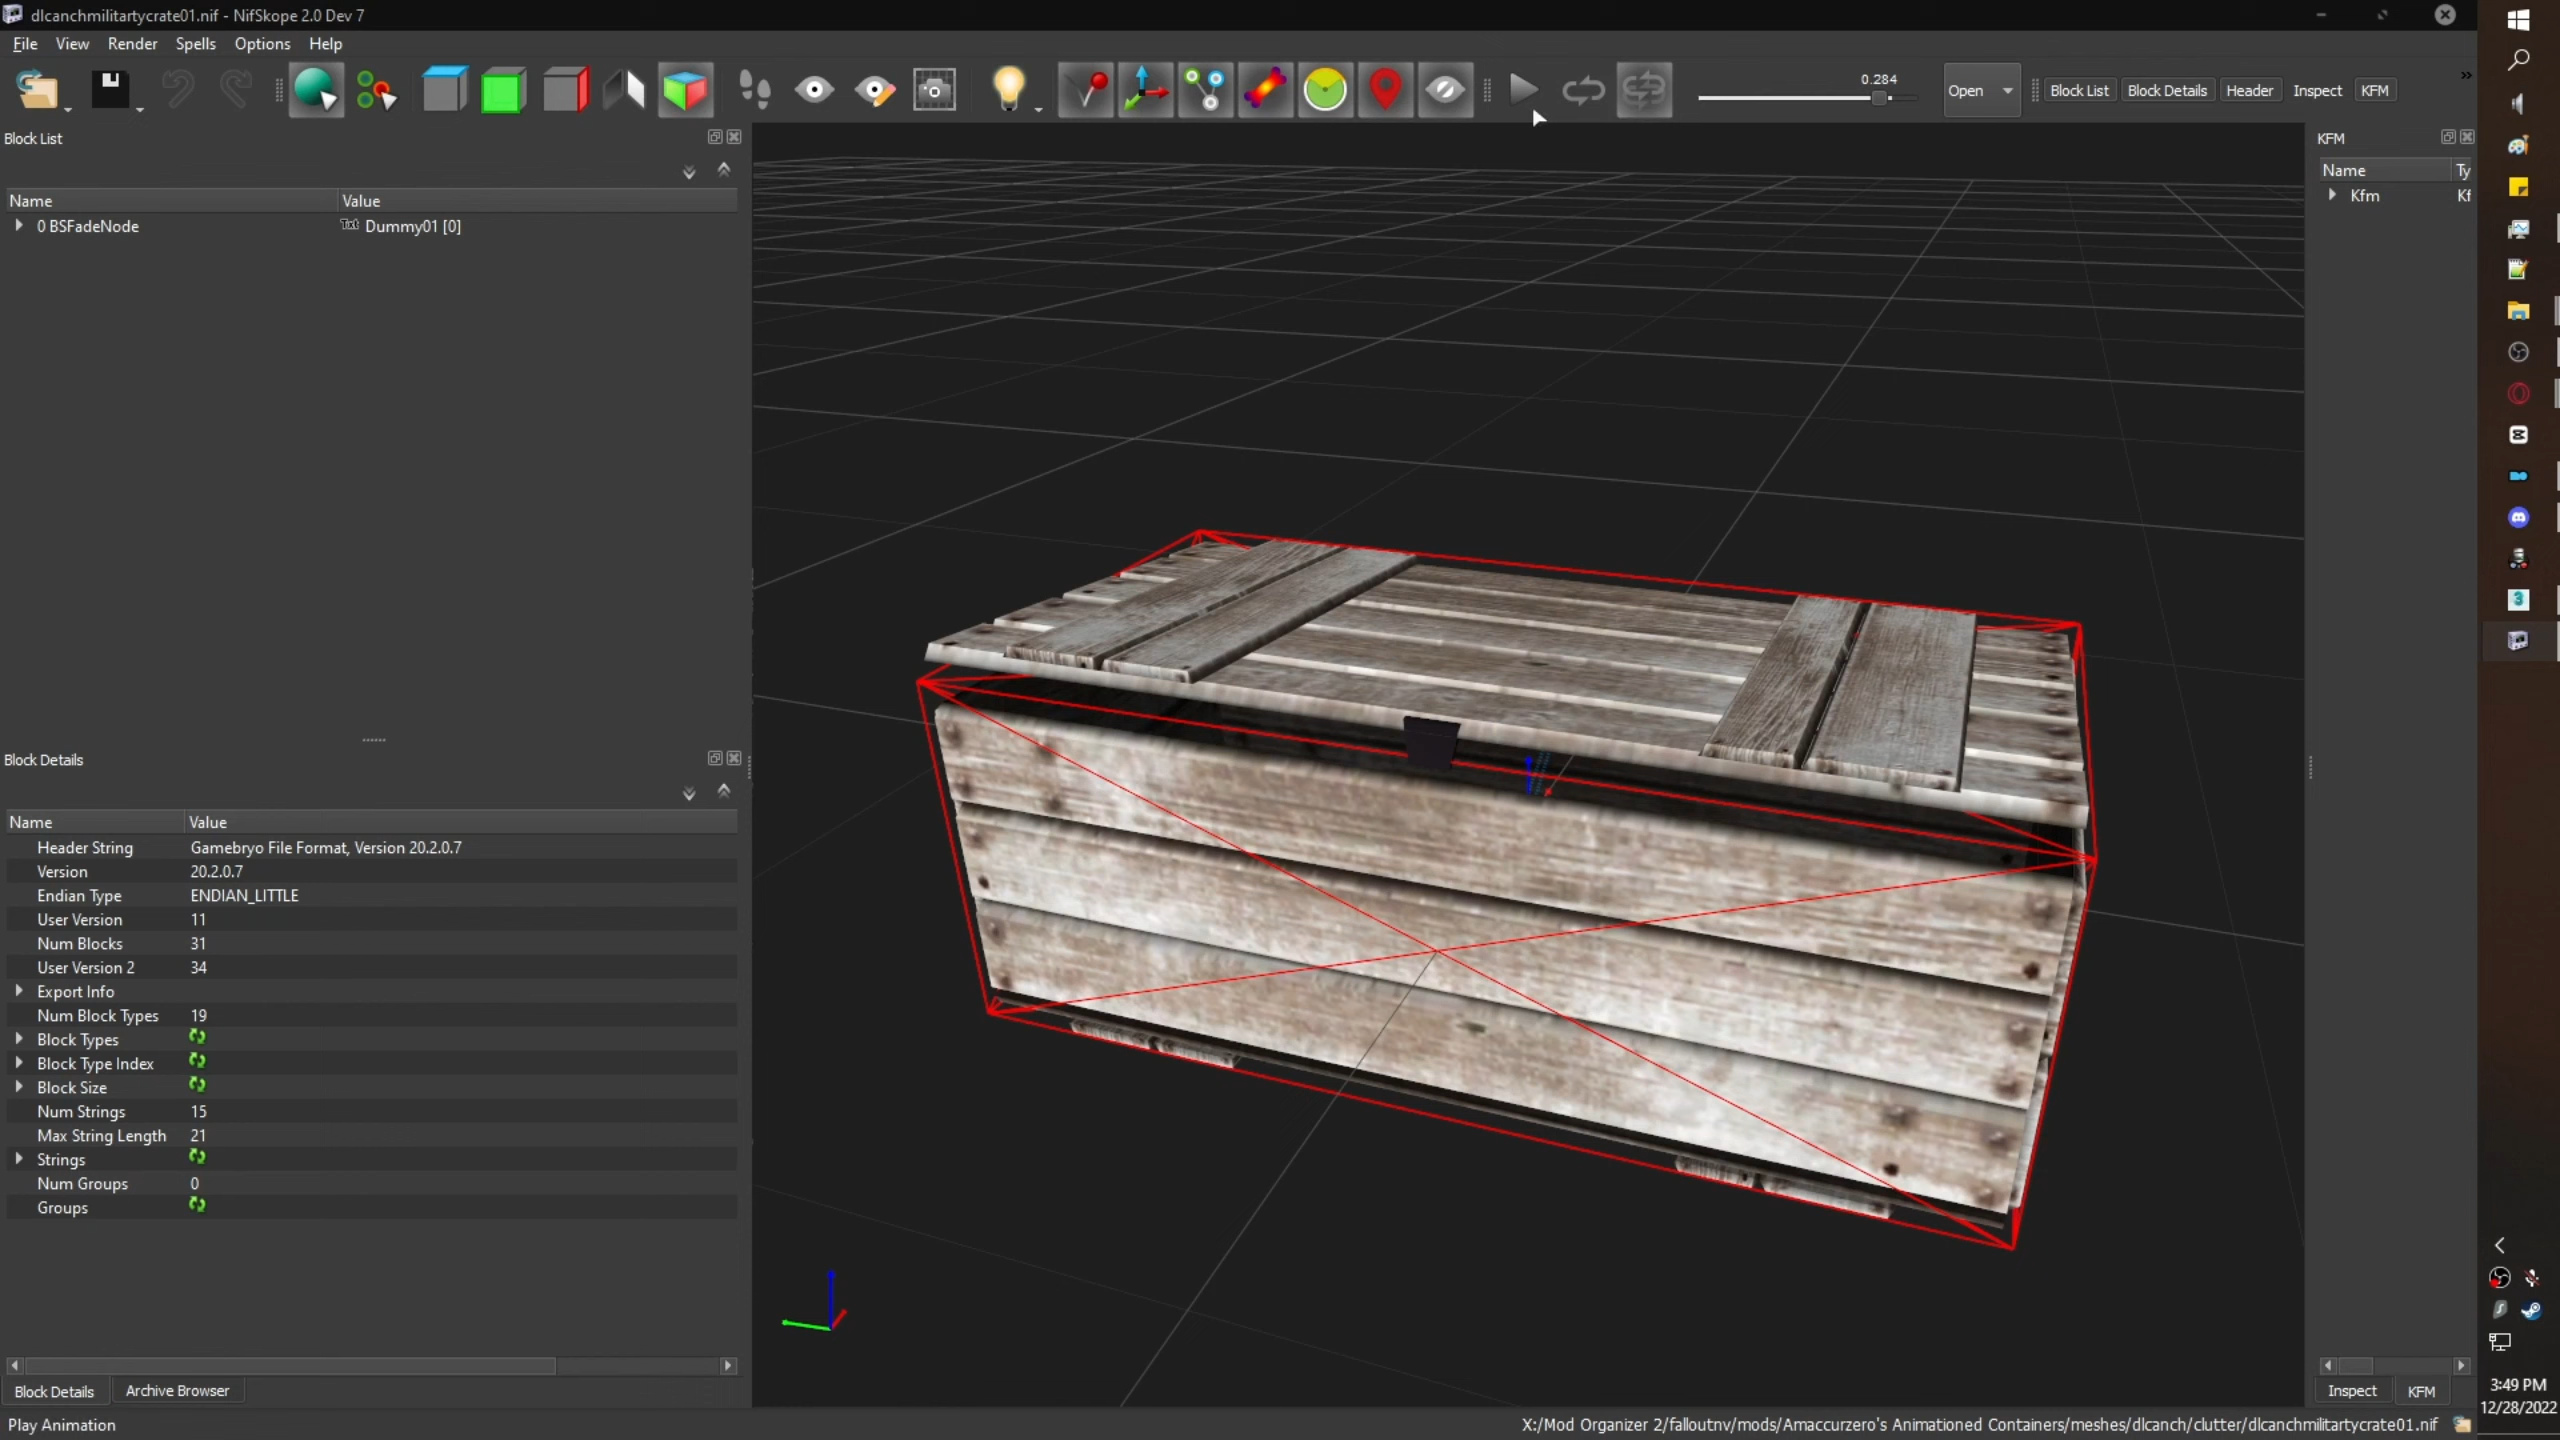 dlcanchmilitartycrate01.nif - NifSkope 2.0 Dev 7
File View Render Spells Options Help
0.284
Open
Block List Block Details Header Inspect KFM
Block List
Name Value
0 BSFadeNode Txt Dummy01 [0]
Block Details
Name Value
Header String Gamebryo File Format, Version 20.2.0.7
Version 20.2.0.7
Endian Type ENDIAN_LITTLE
User Version 11
Num Blocks 31
User Version 2 34
Export Info
Num Block Types 19
Block Types
Block Type Index
Block Size
Num Strings 15
Max String Length 21
Strings
Num Groups 0
Groups
Block Details Archive Browser
Play Animation
KFM
Name Ty
Kfm Kf
Inspect KFM
X:/Mod Organizer 2/falloutnv/mods/Amaccurzero's Animationed Containers/meshes/dlcanch/clutter/dlcanchmilitartycrate01.nif
3:49 PM
12/28/2022